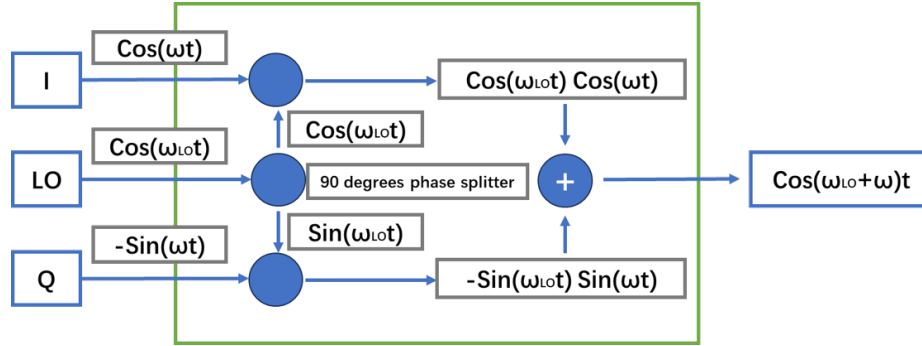 Cos(ωt)
I
Cos(ωLOt) Cos(ωt)
Cos(ωLOt)
Cos(ωLOt)
LO
90 degrees phase splitter
+
Cos(ωLO+ω)t
Sin(ωLOt)
-Sin(ωt)
Q
-Sin(ωLOt) Sin(ωt)